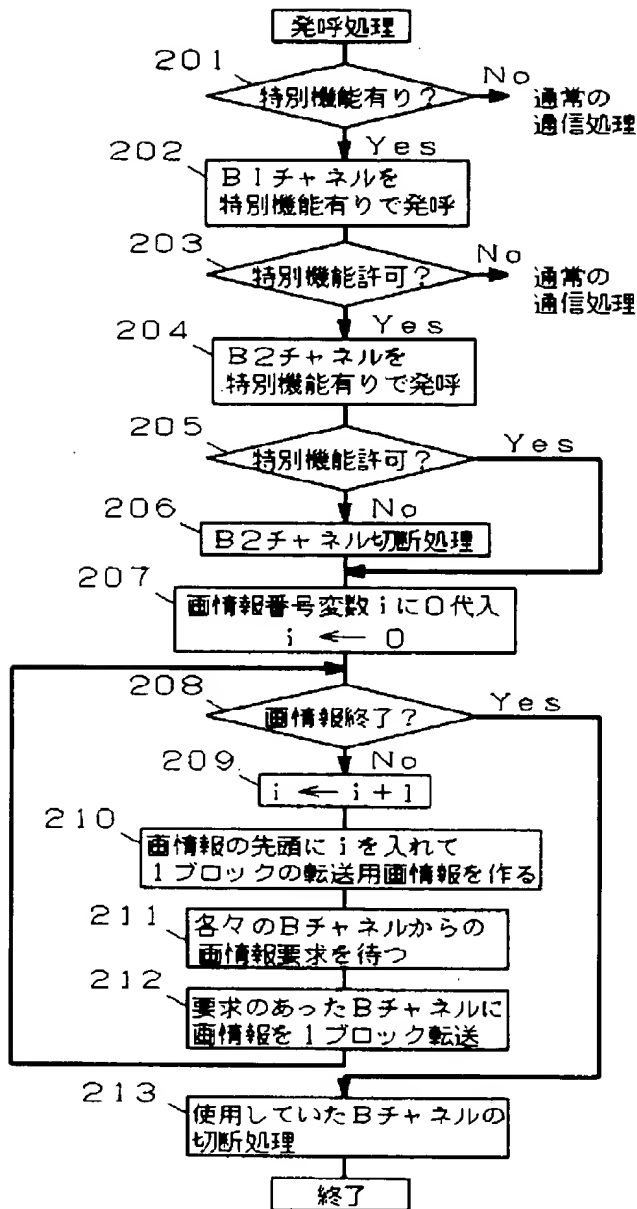 発呼処理
201
特別機能有り?
No
通常の
通信処理
Yes
202
B1チャネルを
特別機能有りで発呼
203
特別機能許可?
No
通常の
通信処理
Yes
204
B2チャネルを
特別機能有りで発呼
205
特別機能許可?
Yes
No
206
B2チャネル切断処理
207
画情報番号変数iに0代入
i ← 0
208
画情報終了?
Yes
No
209
i ← i+1
210
画情報の先頭にiを入れて
1ブロックの転送用画情報を作る
211
各々のBチャネルからの
画情報要求を待つ
212
要求のあったBチャネルに
画情報を1ブロック転送
213
使用していたBチャネルの
切断処理
終了